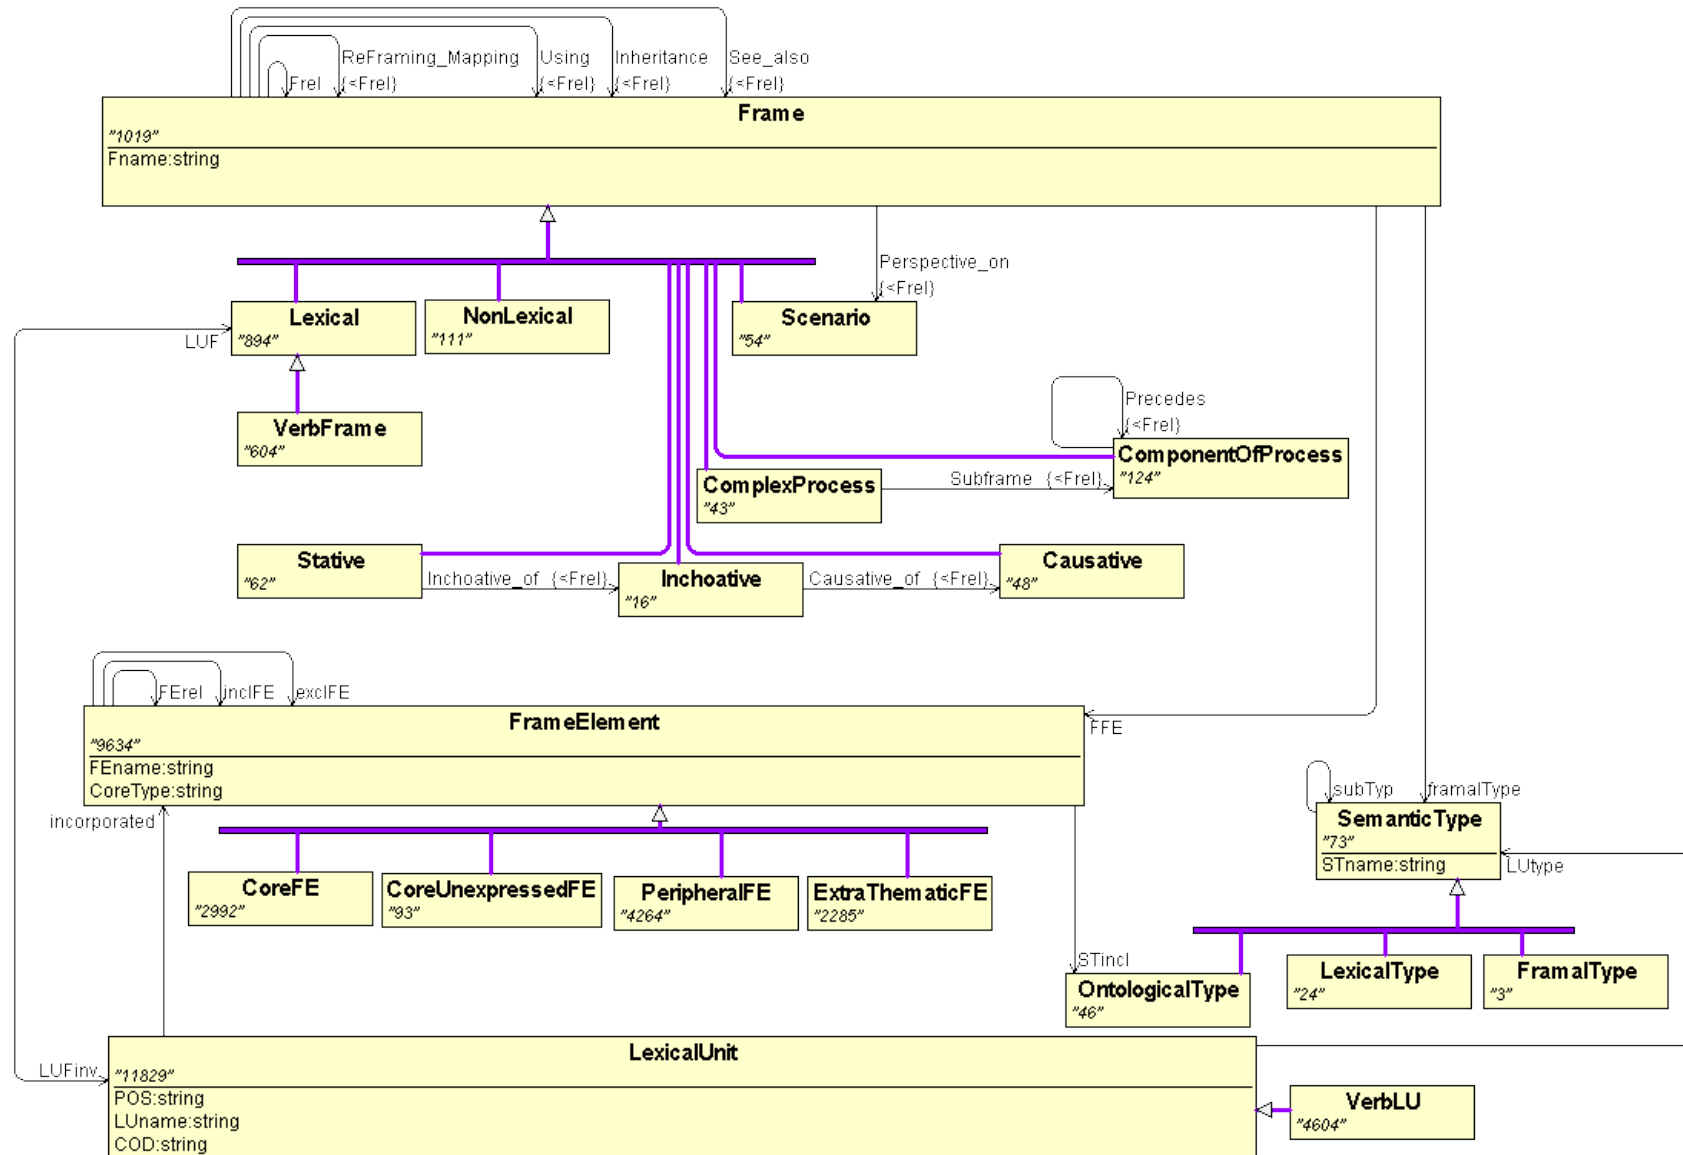 ReFraming_Mapping Using Inheritance See_also
Frel {<Frel} {<Frel} {<Frel} {<Frel}
Frame
"1019"
Fname:string
Perspective_on
{<Frel}
Lexical
"894"
NonLexical
"111"
Scenario
"54"
LUF
VerbFrame
"604"
Precedes
{<Frel}
ComponentOfProcess
"124"
ComplexProcess
"43"
Subframe {<Frel}
Stative
"62"
Inchoative_of {<Frel}
Inchoative
"16"
Causative_of {<Frel}
Causative
"48"
FErel inclFE exclFE
FrameElement
"9634"
FEname:string
CoreType:string
FFE
incorporated
subTyp framalType
SemanticType
"73"
STname:string
LUtype
CoreFE
"2992"
CoreUnexpressedFE
"93"
PeripheralFE
"4264"
ExtraThematicFE
"2285"
STincl
OntologicalType
"46"
LexicalType
"24"
FramalType
"3"
LUFinv
LexicalUnit
"11829"
POS:string
LUname:string
COD:string
VerbLU
"4604"